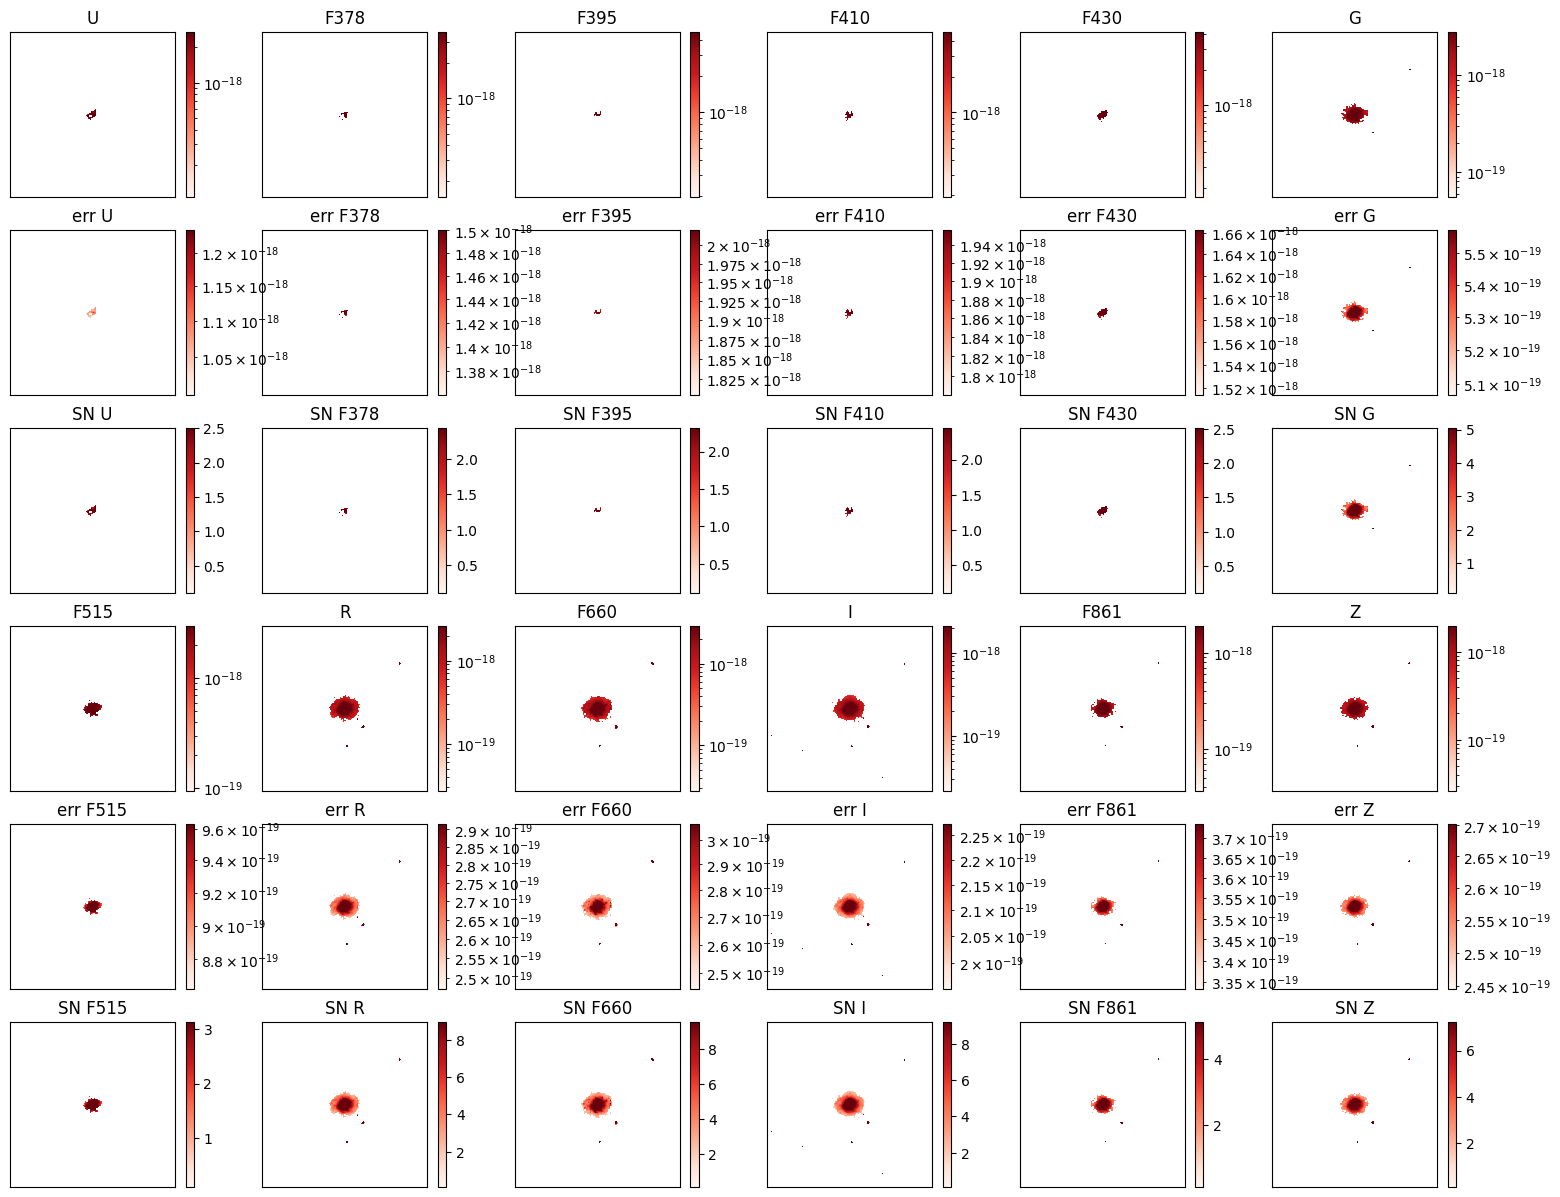 U F378 F395 F410 F430 G
10⁻¹⁸ 10⁻¹⁸ 10⁻¹⁸ 10⁻¹⁸ 10⁻¹⁸ 10⁻¹⁸
10⁻¹⁹
err U err F378 err F395 err F410 err F430 err G
1.2 × 10⁻¹⁸ 1.15 × 10⁻¹⁸ 1.1 × 10⁻¹⁸ 1.05 × 10⁻¹⁸
1.5 × 10⁻¹⁸ 1.48 × 10⁻¹⁸ 1.46 × 10⁻¹⁸ 1.44 × 10⁻¹⁸ 1.42 × 10⁻¹⁸ 1.4 × 10⁻¹⁸ 1.38 × 10⁻¹⁸
2 × 10⁻¹⁸ 1.975 × 10⁻¹⁸ 1.95 × 10⁻¹⁸ 1.925 × 10⁻¹⁸ 1.9 × 10⁻¹⁸ 1.875 × 10⁻¹⁸ 1.85 × 10⁻¹⁸ 1.825 × 10⁻¹⁸
1.94 × 10⁻¹⁸ 1.92 × 10⁻¹⁸ 1.9 × 10⁻¹⁸ 1.88 × 10⁻¹⁸ 1.86 × 10⁻¹⁸ 1.84 × 10⁻¹⁸ 1.82 × 10⁻¹⁸ 1.8 × 10⁻¹⁸
1.66 × 10⁻¹⁸ 1.64 × 10⁻¹⁸ 1.62 × 10⁻¹⁸ 1.6 × 10⁻¹⁸ 1.58 × 10⁻¹⁸ 1.56 × 10⁻¹⁸ 1.54 × 10⁻¹⁸ 1.52 × 10⁻¹⁸
5.5 × 10⁻¹⁹ 5.4 × 10⁻¹⁹ 5.3 × 10⁻¹⁹ 5.2 × 10⁻¹⁹ 5.1 × 10⁻¹⁹
SN U SN F378 SN F395 SN F410 SN F430 SN G
2.5 2.0 1.5 1.0 0.5
2.0 1.5 1.0 0.5
2.0 1.5 1.0 0.5
2.0 1.5 1.0 0.5
2.5 2.0 1.5 1.0 0.5
5 4 3 2 1
F515 R F660 I F861 Z
10⁻¹⁸ 10⁻¹⁸ 10⁻¹⁸ 10⁻¹⁸ 10⁻¹⁸ 10⁻¹⁸
10⁻¹⁹ 10⁻¹⁹ 10⁻¹⁹ 10⁻¹⁹ 10⁻¹⁹ 10⁻¹⁹
err F515 err R err F660 err I err F861 err Z
9.6 × 10⁻¹⁹ 9.4 × 10⁻¹⁹ 9.2 × 10⁻¹⁹ 9 × 10⁻¹⁹ 8.8 × 10⁻¹⁹
2.9 × 10⁻¹⁹ 2.85 × 10⁻¹⁹ 2.8 × 10⁻¹⁹ 2.75 × 10⁻¹⁹ 2.7 × 10⁻¹⁹ 2.65 × 10⁻¹⁹ 2.6 × 10⁻¹⁹ 2.55 × 10⁻¹⁹ 2.5 × 10⁻¹⁹
3 × 10⁻¹⁹ 2.9 × 10⁻¹⁹ 2.8 × 10⁻¹⁹ 2.7 × 10⁻¹⁹ 2.6 × 10⁻¹⁹ 2.5 × 10⁻¹⁹
2.25 × 10⁻¹⁹ 2.2 × 10⁻¹⁹ 2.15 × 10⁻¹⁹ 2.1 × 10⁻¹⁹ 2.05 × 10⁻¹⁹ 2 × 10⁻¹⁹
3.7 × 10⁻¹⁹ 3.65 × 10⁻¹⁹ 3.6 × 10⁻¹⁹ 3.55 × 10⁻¹⁹ 3.5 × 10⁻¹⁹ 3.45 × 10⁻¹⁹ 3.4 × 10⁻¹⁹ 3.35 × 10⁻¹⁹
2.7 × 10⁻¹⁹ 2.65 × 10⁻¹⁹ 2.6 × 10⁻¹⁹ 2.55 × 10⁻¹⁹ 2.5 × 10⁻¹⁹ 2.45 × 10⁻¹⁹
SN F515 SN R SN F660 SN I SN F861 SN Z
3 2 1
8 6 4 2
8 6 4 2
8 6 4 2
4 2
6 4 2